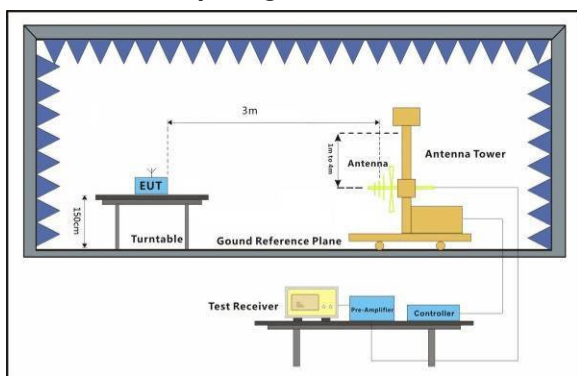 3m
1m to 4m
Antenna
Antenna Tower
EUT
150cm
Turntable
Gound Reference Plane
Test Receiver
Pre-Amplifier
Controller